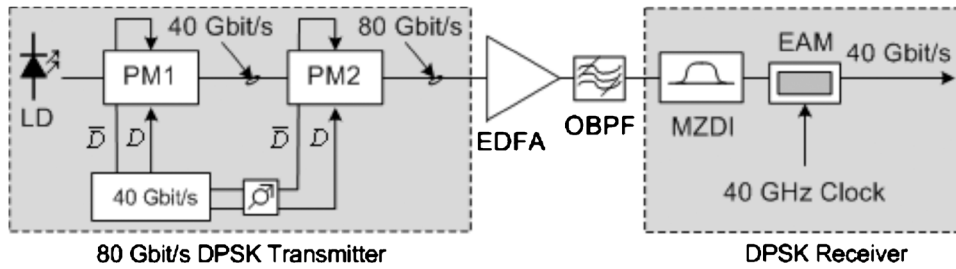 40 Gbit/s
80 Gbit/s
LD
PM1
PM2
D̅
D
D̅
D
40 Gbit/s
EDFA
OBPF
MZDI
EAM
40 Gbit/s
40 GHz Clock
80 Gbit/s DPSK Transmitter
DPSK Receiver